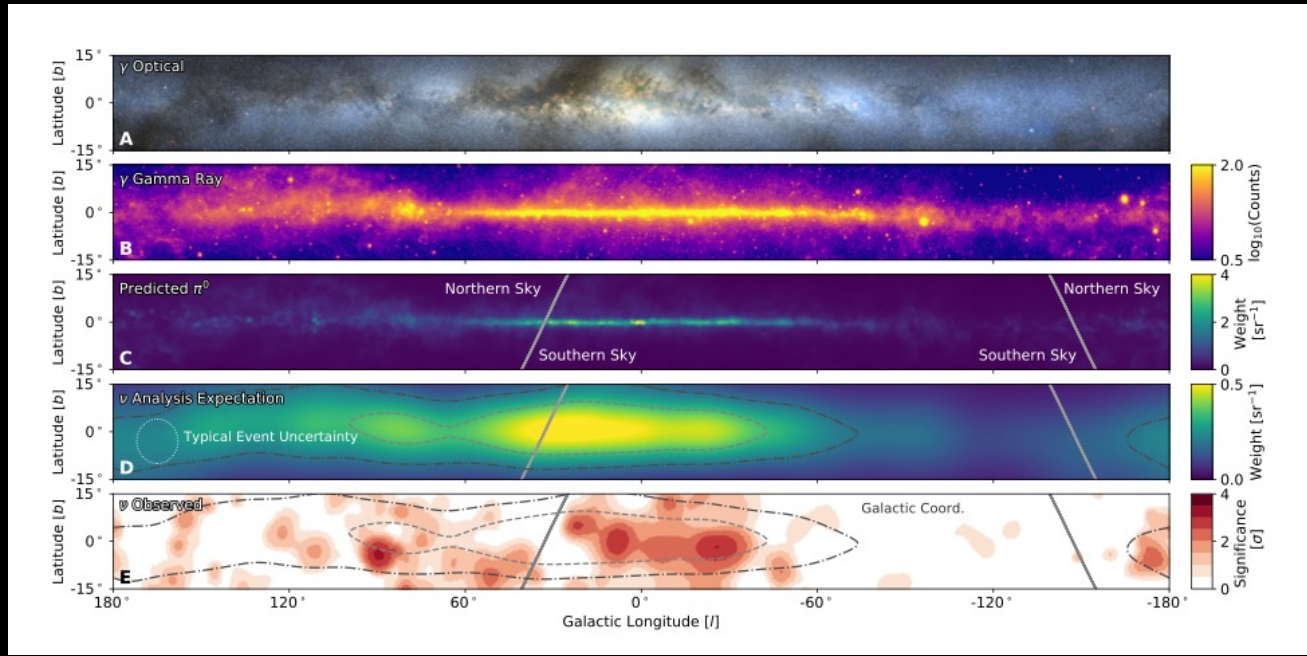 15°
Latitude [b]
0°
-15°
γ Optical
A
15°
Latitude [b]
0°
-15°
γ Gamma Ray
B
2.0
0.5
log₁₀(Counts)
15°
Latitude [b]
0°
-15°
Predicted π⁰
Northern Sky
Southern Sky
Northern Sky
Southern Sky
C
4
2
0
Weight
[sr⁻¹]
15°
Latitude [b]
0°
-15°
ν Analysis Expectation
Typical Event Uncertainty
D
0.5
0.0
Weight [sr⁻¹]
15°
Latitude [b]
0°
-15°
ν Observed
Galactic Coord.
E
4
2
0
Significance
[σ]
180°
120°
60°
0°
-60°
-120°
-180°
Galactic Longitude [l]